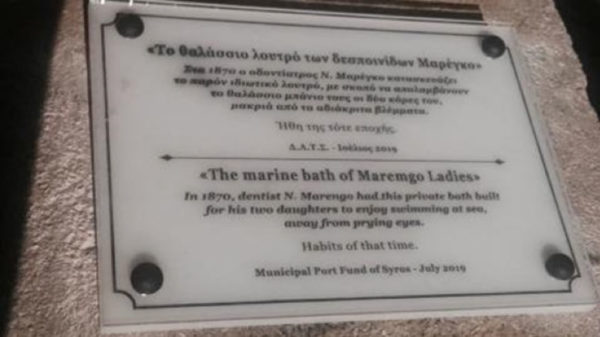 «Το θαλάσσιο λουτρό των δεσποινίδων Μαρέγκο»
Στα 1870 ο οδοντίατρος Ν. Μαρέγκο κατασκευάζει
το παρόν ιδιωτικό λουτρό, με σκοπό να απολαμβάνουν
το θαλάσσιο μπάνιο τους οι δύο κόρες του,
μακριά από τα αδιάκριτα βλέμματα.
Ήθη της τότε εποχής.
Δ.Λ.Τ.Σ. - Ιούλιος 2019
«The marine bath of Maremgo Ladies»
In 1870, dentist N. Marengo had this private bath built
for his two daughters to enjoy swimming at sea,
away from prying eyes.
Habits of that time.
Municipal Port Fund of Syros - July 2019